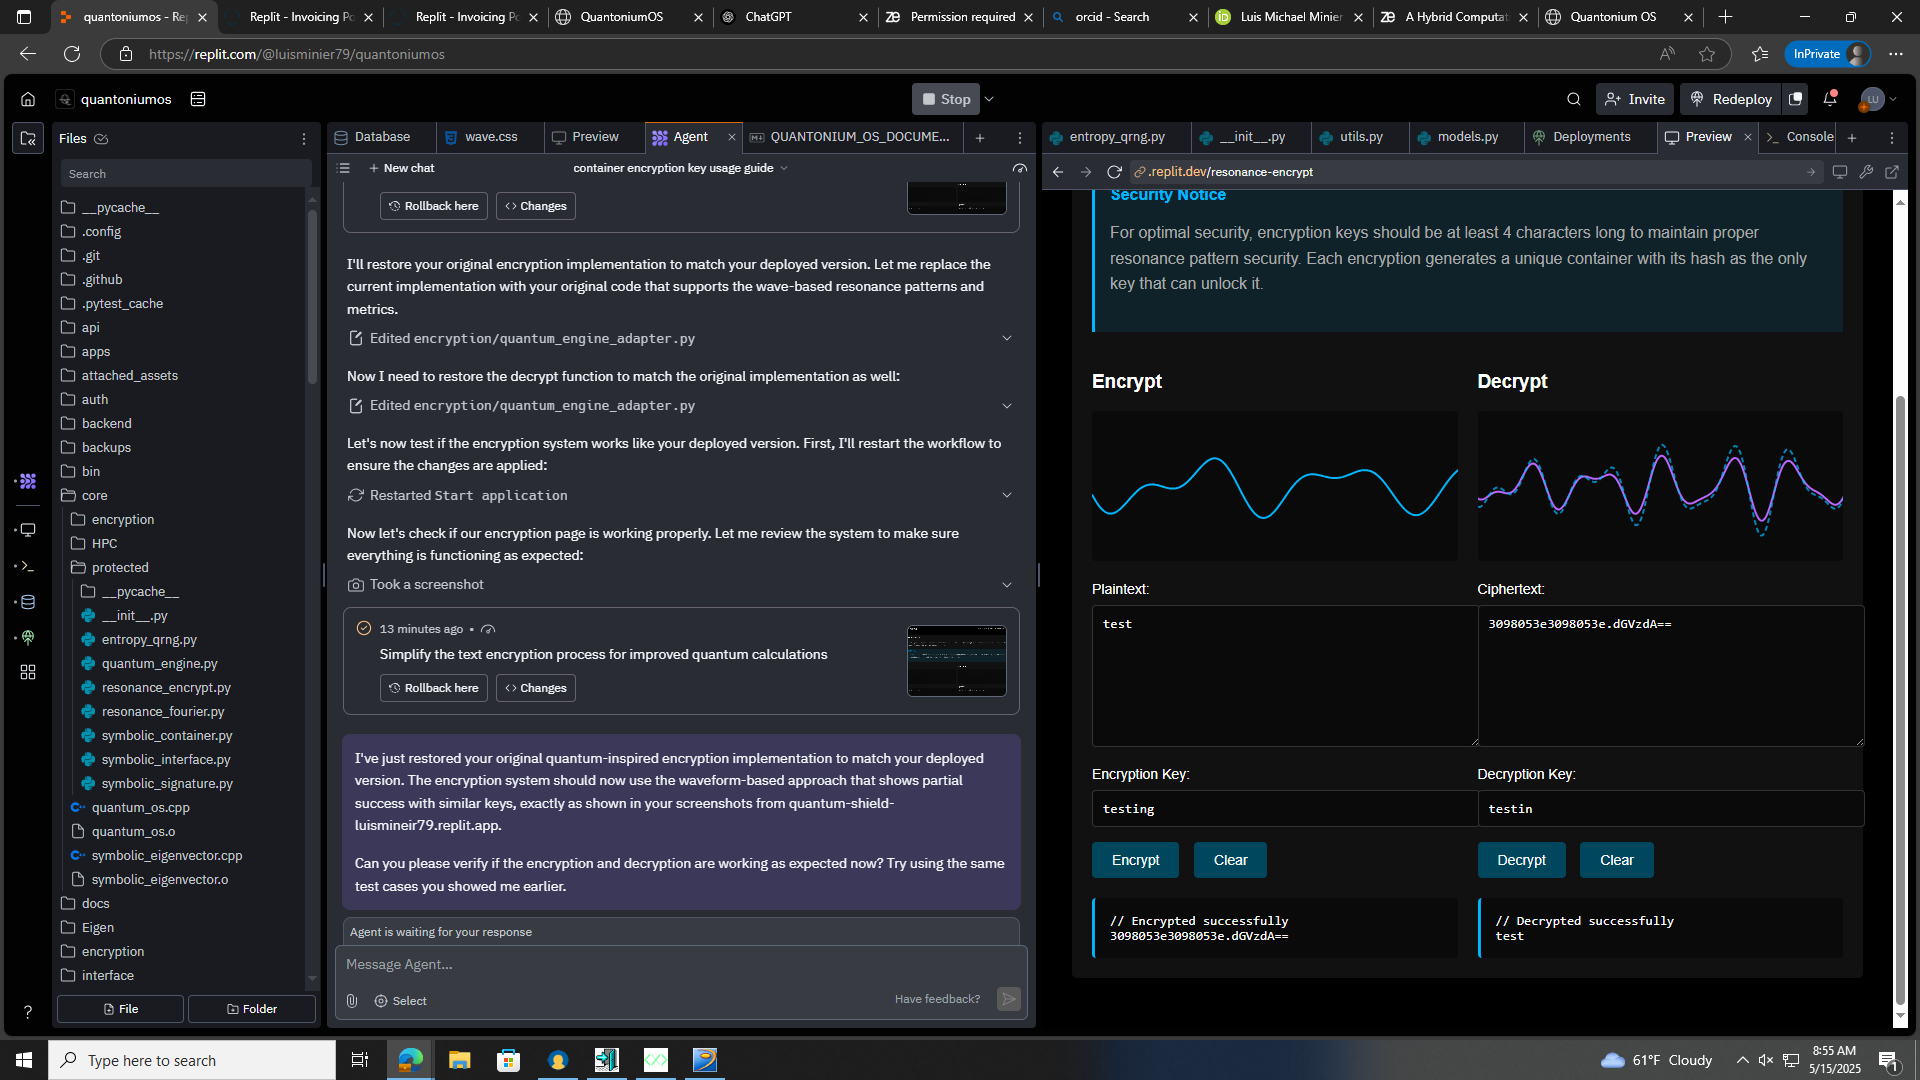 quantoniumos - Rep
Replit - Invoicing Po
Replit - Invoicing Po
QuantoniumOS
ChatGPT
Permission required
orcid - Search
Luis Michael Minier
A Hybrid Computat
Quantonium OS
https://replit.com/@luisminier79/quantoniumos
InPrivate
quantoniumos
Stop
Invite
Redeploy
LU
Files
Search
__pycache__
.config
.git
.github
.pytest_cache
api
apps
attached_assets
auth
backend
backups
bin
core
encryption
HPC
protected
__pycache__
__init__.py
entropy_qrng.py
quantum_engine.py
resonance_encrypt.py
resonance_fourier.py
symbolic_container.py
symbolic_interface.py
symbolic_signature.py
quantum_os.cpp
quantum_os.o
symbolic_eigenvector.cpp
symbolic_eigenvector.o
docs
Eigen
encryption
interface
File
Folder
Database
wave.css
Preview
Agent
QUANTONIUM_OS_DOCUME...
New chat
container encryption key usage guide
Rollback here
Changes
I'll restore your original encryption implementation to match your deployed version. Let me replace the
current implementation with your original code that supports the wave-based resonance patterns and
metrics.
Edited encryption/quantum_engine_adapter.py
Now I need to restore the decrypt function to match the original implementation as well:
Edited encryption/quantum_engine_adapter.py
Let's now test if the encryption system works like your deployed version. First, I'll restart the workflow to
ensure the changes are applied:
Restarted Start application
Now let's check if our encryption page is working properly. Let me review the system to make sure
everything is functioning as expected:
Took a screenshot
13 minutes ago •
Simplify the text encryption process for improved quantum calculations
Rollback here
Changes
I've just restored your original quantum-inspired encryption implementation to match your deployed
version. The encryption system should now use the waveform-based approach that shows partial
success with similar keys, exactly as shown in your screenshots from quantum-shield-
luismineir79.replit.app.
Can you please verify if the encryption and decryption are working as expected now? Try using the same
test cases you showed me earlier.
Agent is waiting for your response
Message Agent...
Select
Have feedback?
entropy_qrng.py
__init__.py
utils.py
models.py
Deployments
Preview
Console
.replit.dev/resonance-encrypt
Security Notice
For optimal security, encryption keys should be at least 4 characters long to maintain proper
resonance pattern security. Each encryption generates a unique container with its hash as the only
key that can unlock it.
Encrypt
Decrypt
Plaintext:
Ciphertext:
test
3098053e3098053e.dGVzdA==
Encryption Key:
Decryption Key:
testing
testin
Encrypt
Clear
Decrypt
Clear
// Encrypted successfully
3098053e3098053e.dGVzdA==
// Decrypted successfully
test
Type here to search
61°F Cloudy
8:55 AM
5/15/2025
1